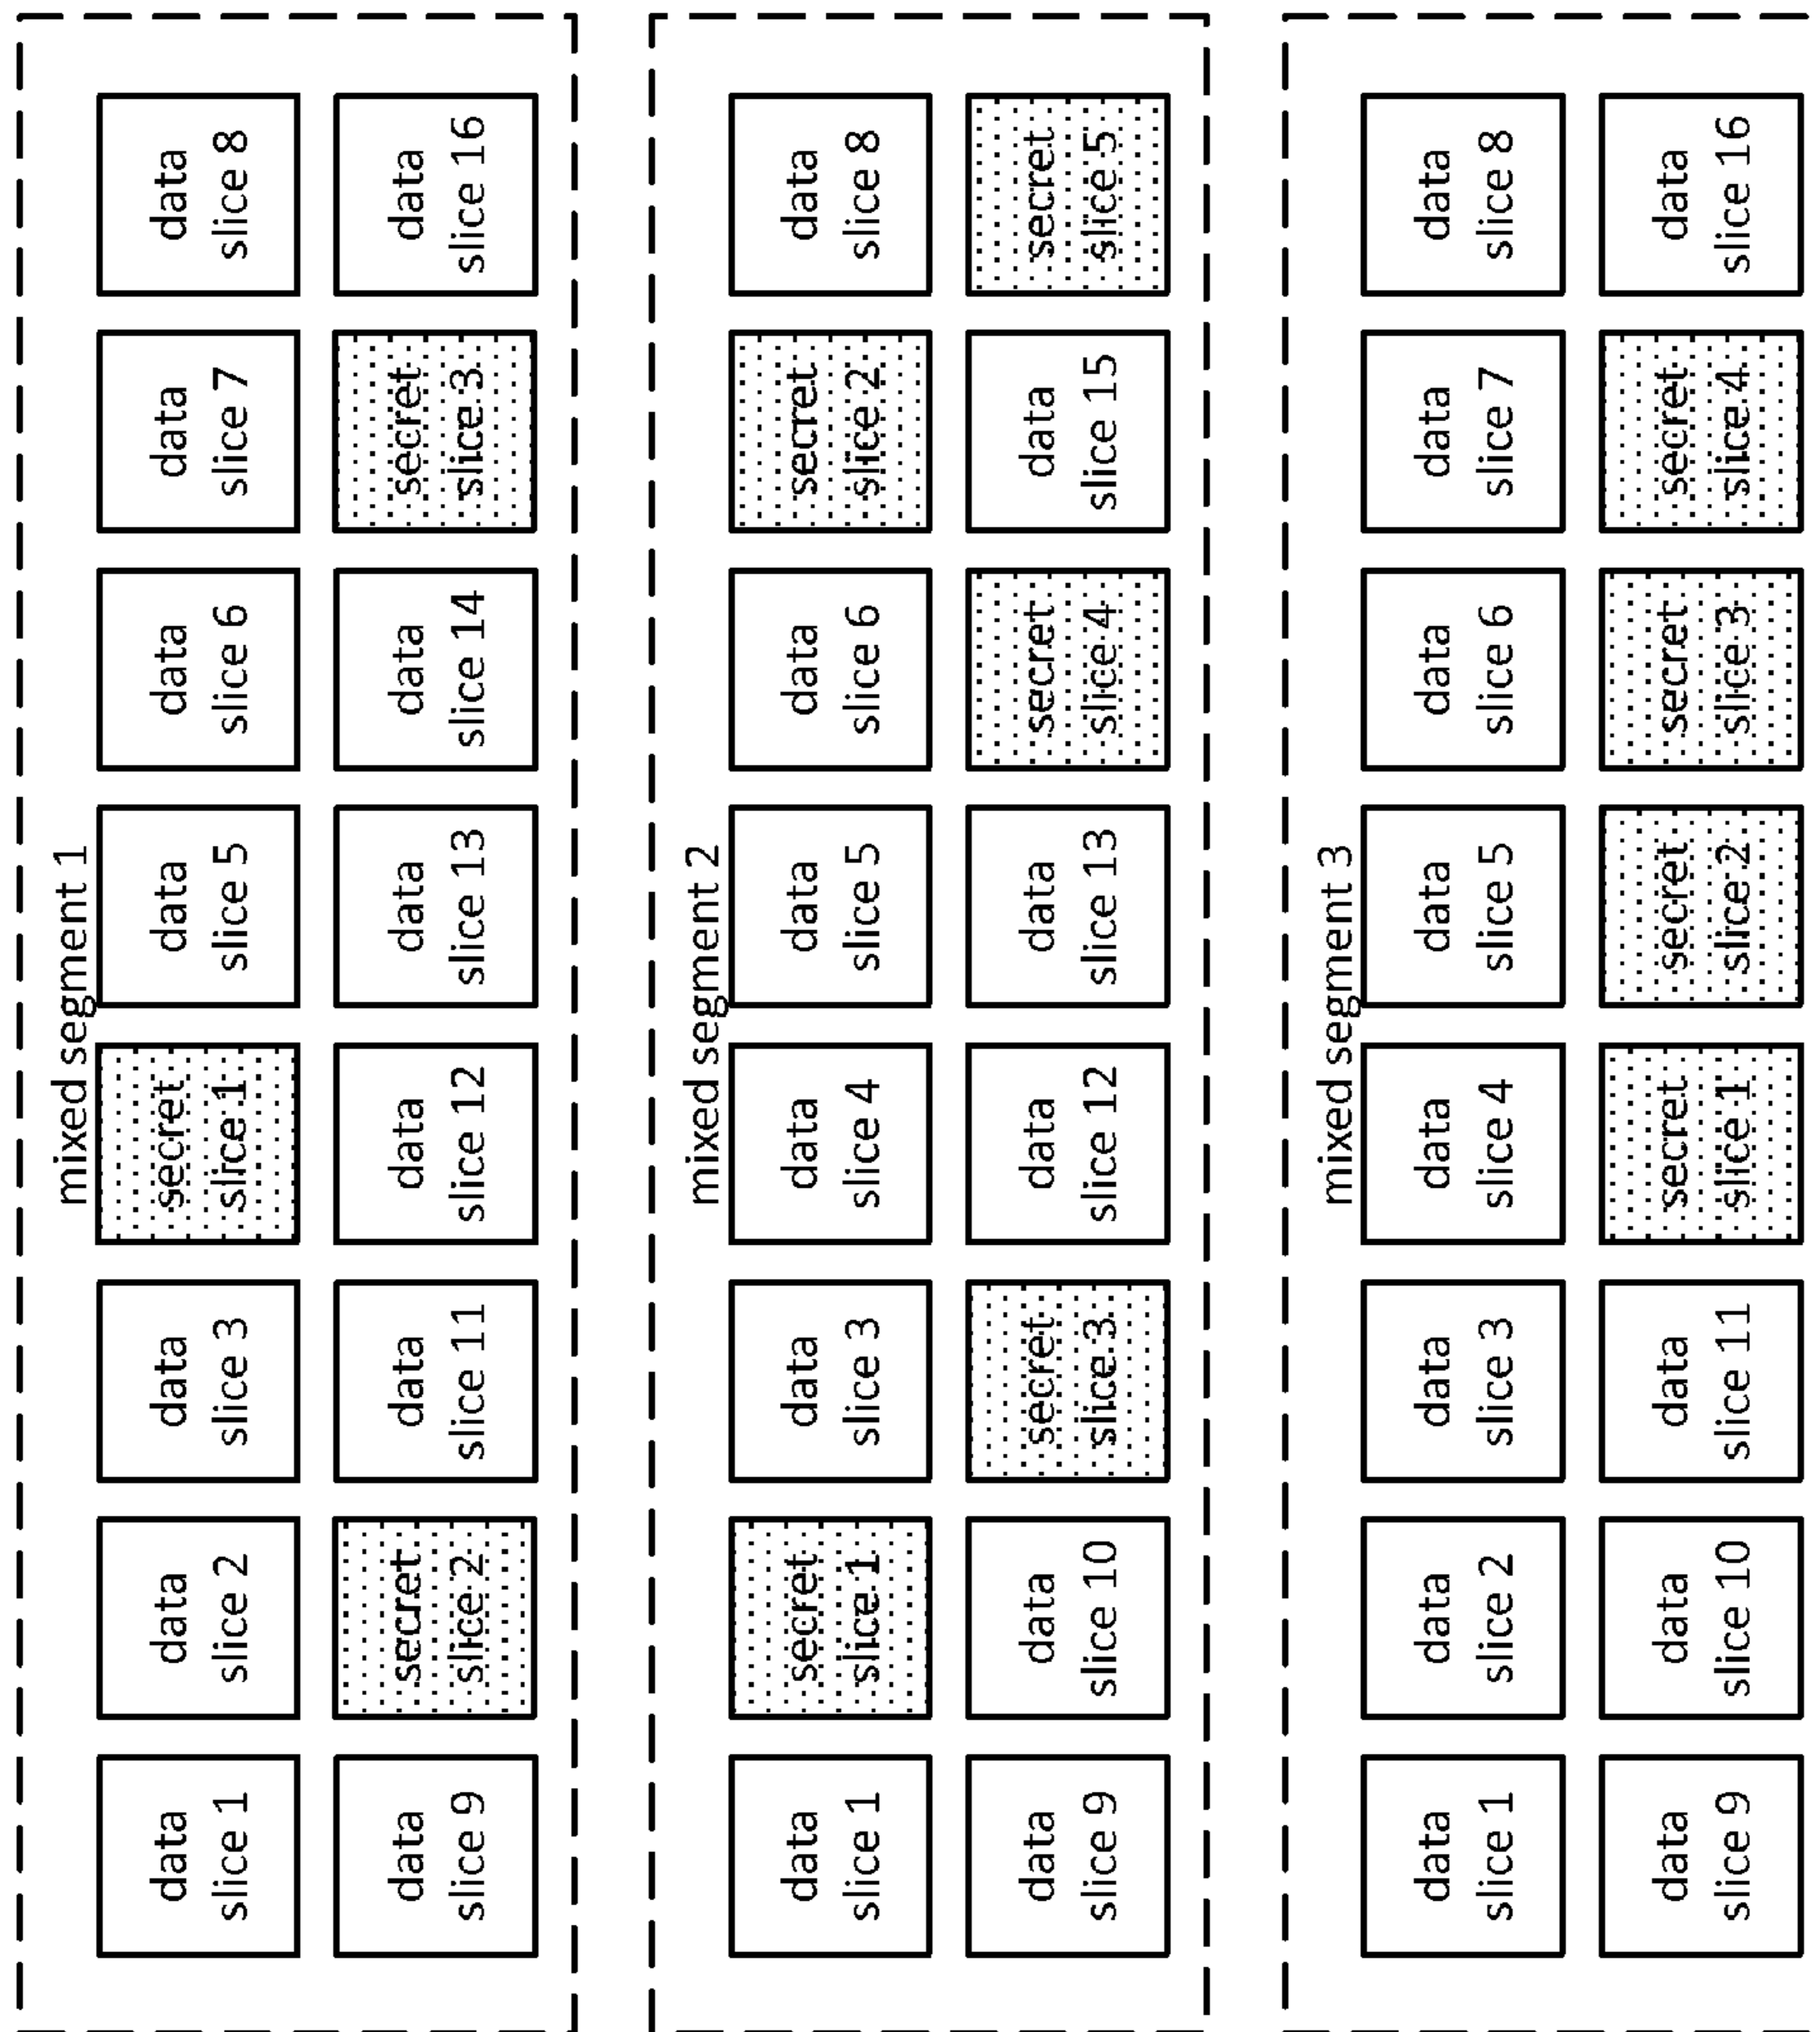 mixed segment 1
data
slice 1
data
slice 2
data
slice 3
secret
slice 1
data
slice 5
data
slice 6
data
slice 7
data
slice 8
data
slice 9
secret
slice 2
data
slice 11
data
slice 12
data
slice 13
data
slice 14
secret
slice 3
data
slice 16
mixed segment 2
data
slice 1
secret
slice 1
data
slice 3
data
slice 4
data
slice 5
data
slice 6
secret
slice 2
data
slice 8
data
slice 9
data
slice 10
secret
slice 3
data
slice 12
data
slice 13
secret
slice 4
data
slice 15
secret
slice 5
mixed segment 3
data
slice 1
data
slice 2
data
slice 3
data
slice 4
data
slice 5
data
slice 6
data
slice 7
data
slice 8
data
slice 9
data
slice 10
data
slice 11
secret
slice 1
secret
slice 2
secret
slice 3
secret
slice 4
data
slice 16